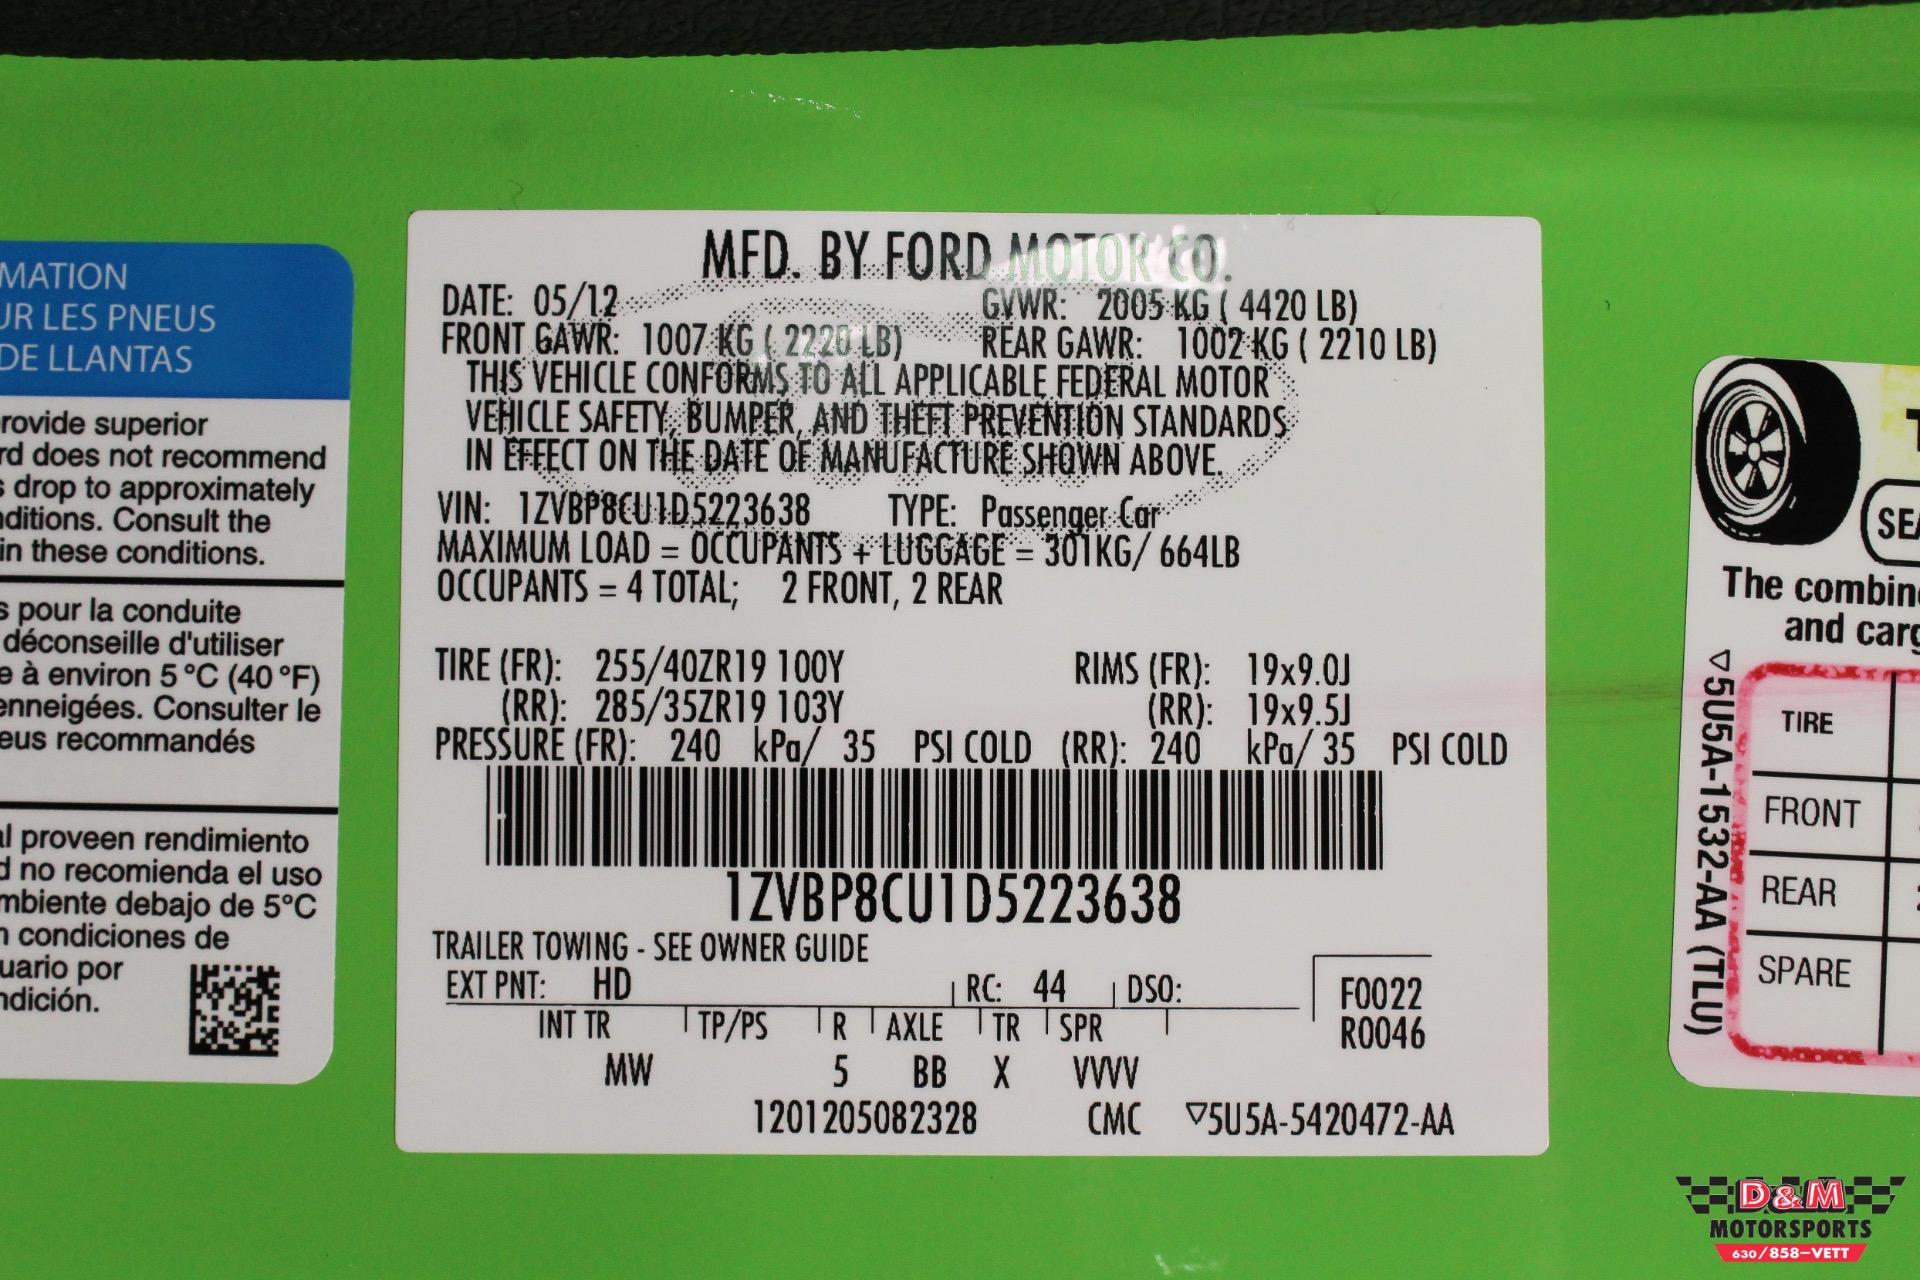 MATION
UR LES PNEUS
DE LLANTAS
provide superior
rd does not recommend
s drop to approximately
nditions. Consult the
in these conditions.
s pour la conduite
déconseille d'utiliser
e à environ 5 °C (40 °F)
enneigées. Consulter le
eus recommandés
al proveen rendimiento
d no recomienda el uso
mbiente debajo de 5°C
n condiciones de
uario por
ndición.
MFD. BY FORD MOTOR CO.
DATE: 05/12 GVWR: 2005 KG ( 4420 LB)
FRONT GAWR: 1007 KG ( 2220 LB) REAR GAWR: 1002 KG ( 2210 LB)
THIS VEHICLE CONFORMS TO ALL APPLICABLE FEDERAL MOTOR
VEHICLE SAFETY, BUMPER, AND THEFT PREVENTION STANDARDS
IN EFFECT ON THE DATE OF MANUFACTURE SHOWN ABOVE.
VIN: 1ZVBP8CU1D5223638 TYPE: Passenger Car
MAXIMUM LOAD = OCCUPANTS + LUGGAGE = 301KG/ 664LB
OCCUPANTS = 4 TOTAL; 2 FRONT, 2 REAR
TIRE (FR): 255/40ZR19 100Y RIMS (FR): 19x9.0J
(RR): 285/35ZR19 103Y (RR): 19x9.5J
PRESSURE (FR): 240 kPa/ 35 PSI COLD (RR): 240 kPa/ 35 PSI COLD
1ZVBP8CU1D5223638
TRAILER TOWING - SEE OWNER GUIDE
EXT PNT: HD RC: 44 DSO: F0022
INT TR TP/PS R AXLE TR SPR R0046
MW 5 BB X VVVV
1201205082328 CMC ▽5U5A-5420472-AA
T
SEA
The combin
and carg
▽5U5A-1532-AA (TLU)
TIRE
FRONT
REAR 2
SPARE
D&M
MOTORSPORTS
630/858-VETT